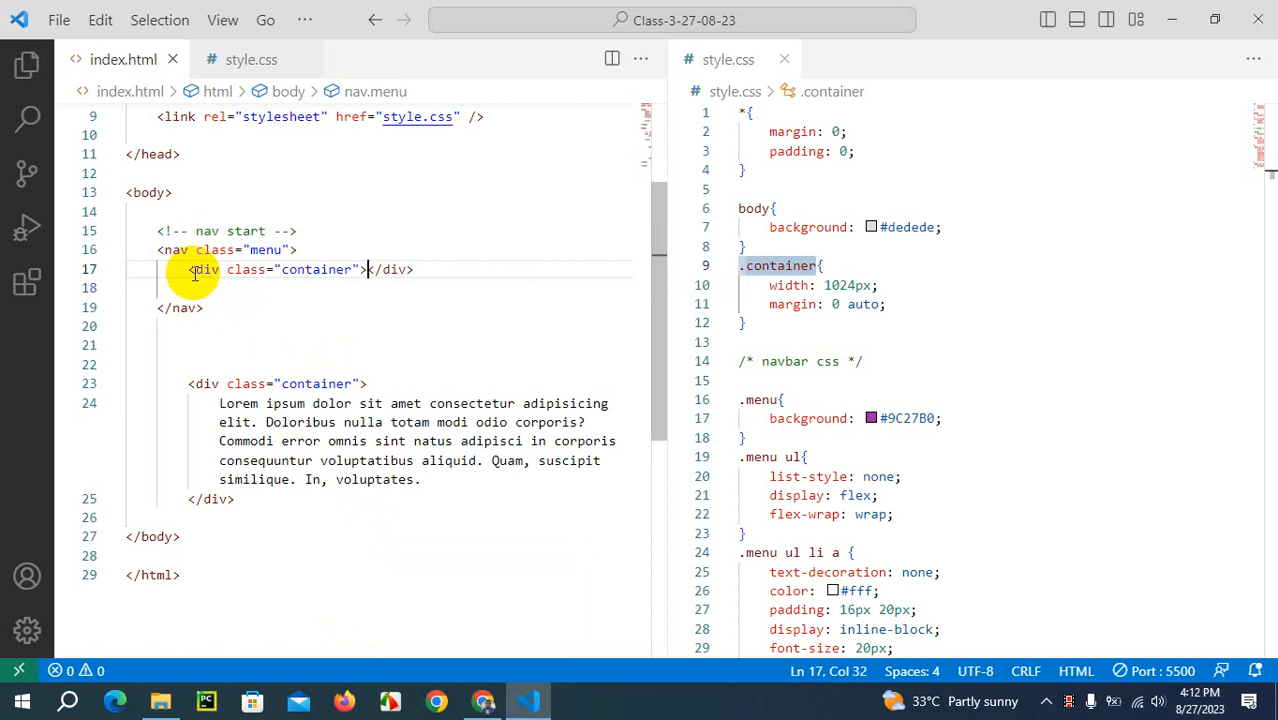 File Edit Selection View Go ··· Class-3-27-08-23
index.html style.css
index.html html body nav.menu
9 <link rel="stylesheet" href="style.css" />
10
11 </head>
12
13 <body>
14
15 <!-- nav start -->
16 <nav class="menu">
17 <div class="container"></div>
18
19 </nav>
20
21
22
23 <div class="container">
24 Lorem ipsum dolor sit amet consectetur adipisicing
elit. Doloribus nulla totam modi odio corporis?
Commodi error omnis sint natus adipisci in corporis
consequuntur voluptatibus aliquid. Quam, suscipit
similique. In, voluptates.
25 </div>
26
27 </body>
28
29 </html>
# style.css
# style.css .container
1 *{
2 margin: 0;
3 padding: 0;
4 }
5
6 body{
7 background: #dedede;
8 }
9 .container{
10 width: 1024px;
11 margin: 0 auto;
12 }
13
14 /* navbar css */
15
16 .menu{
17 background: #9C27B0;
18 }
19 .menu ul{
20 list-style: none;
21 display: flex;
22 flex-wrap: wrap;
23 }
24 .menu ul li a {
25 text-decoration: none;
26 color: #fff;
27 padding: 16px 20px;
28 display: inline-block;
29 font-size: 20px;
0 0 Ln 17, Col 32 Spaces: 4 UTF-8 CRLF HTML Port : 5500
PC 33°C Partly sunny 4:12 PM
8/27/2023